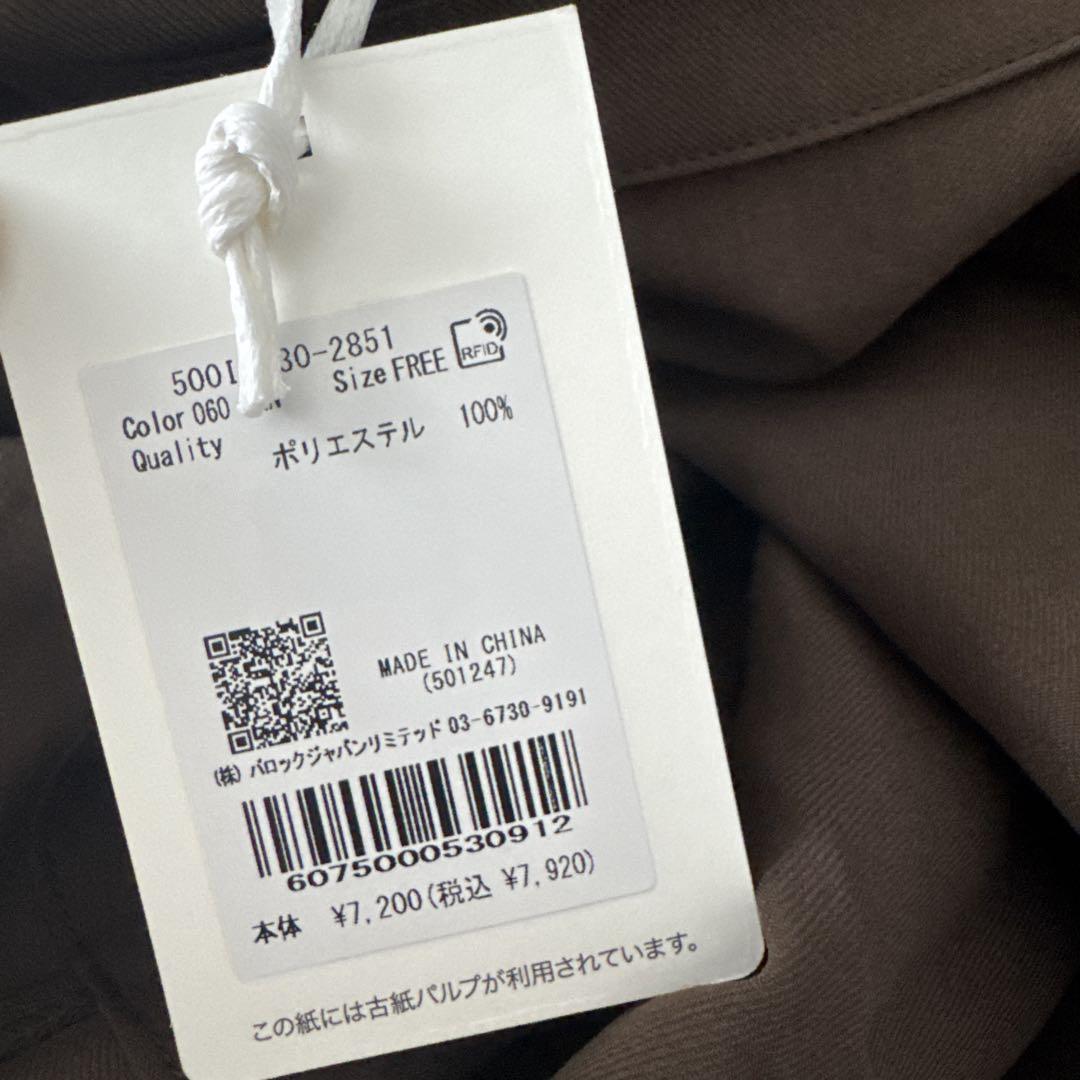 500I 30-2851
Color 060 Size FREE RFID
Quality ポリエステル 100%
MADE IN CHINA
(501247)
(株) バロックジャパンリミテッド 03-6730-9191
6075000530912
本体 ¥7,200(税込 ¥7,920)
この紙には古紙パルプが利用されています。